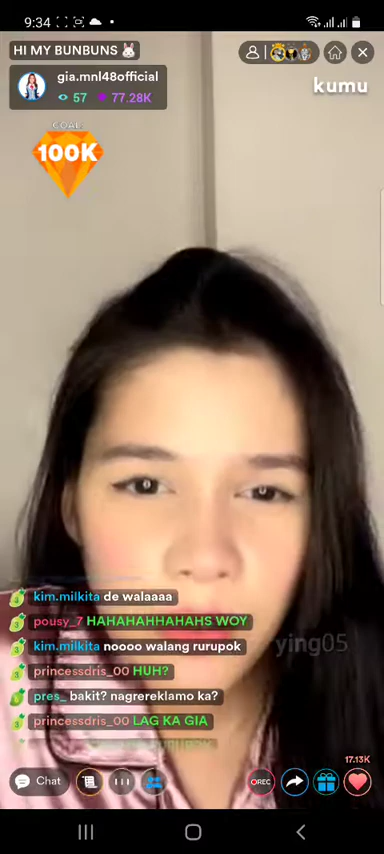 9:34
HI MY BUNBUNS
gia.mnl48official
57 77.28K
kumu
GOAL:
100K
kim.milkita de walaaaa
pousy_7 HAHAHAHHAHAHS WOY
kim.milkita noooo walang rurupok
ying05
princessdris_00 HUH?
pres_ bakit? nagrereklamo ka?
princessdris_00 LAG KA GIA
17.13K
Chat
REC